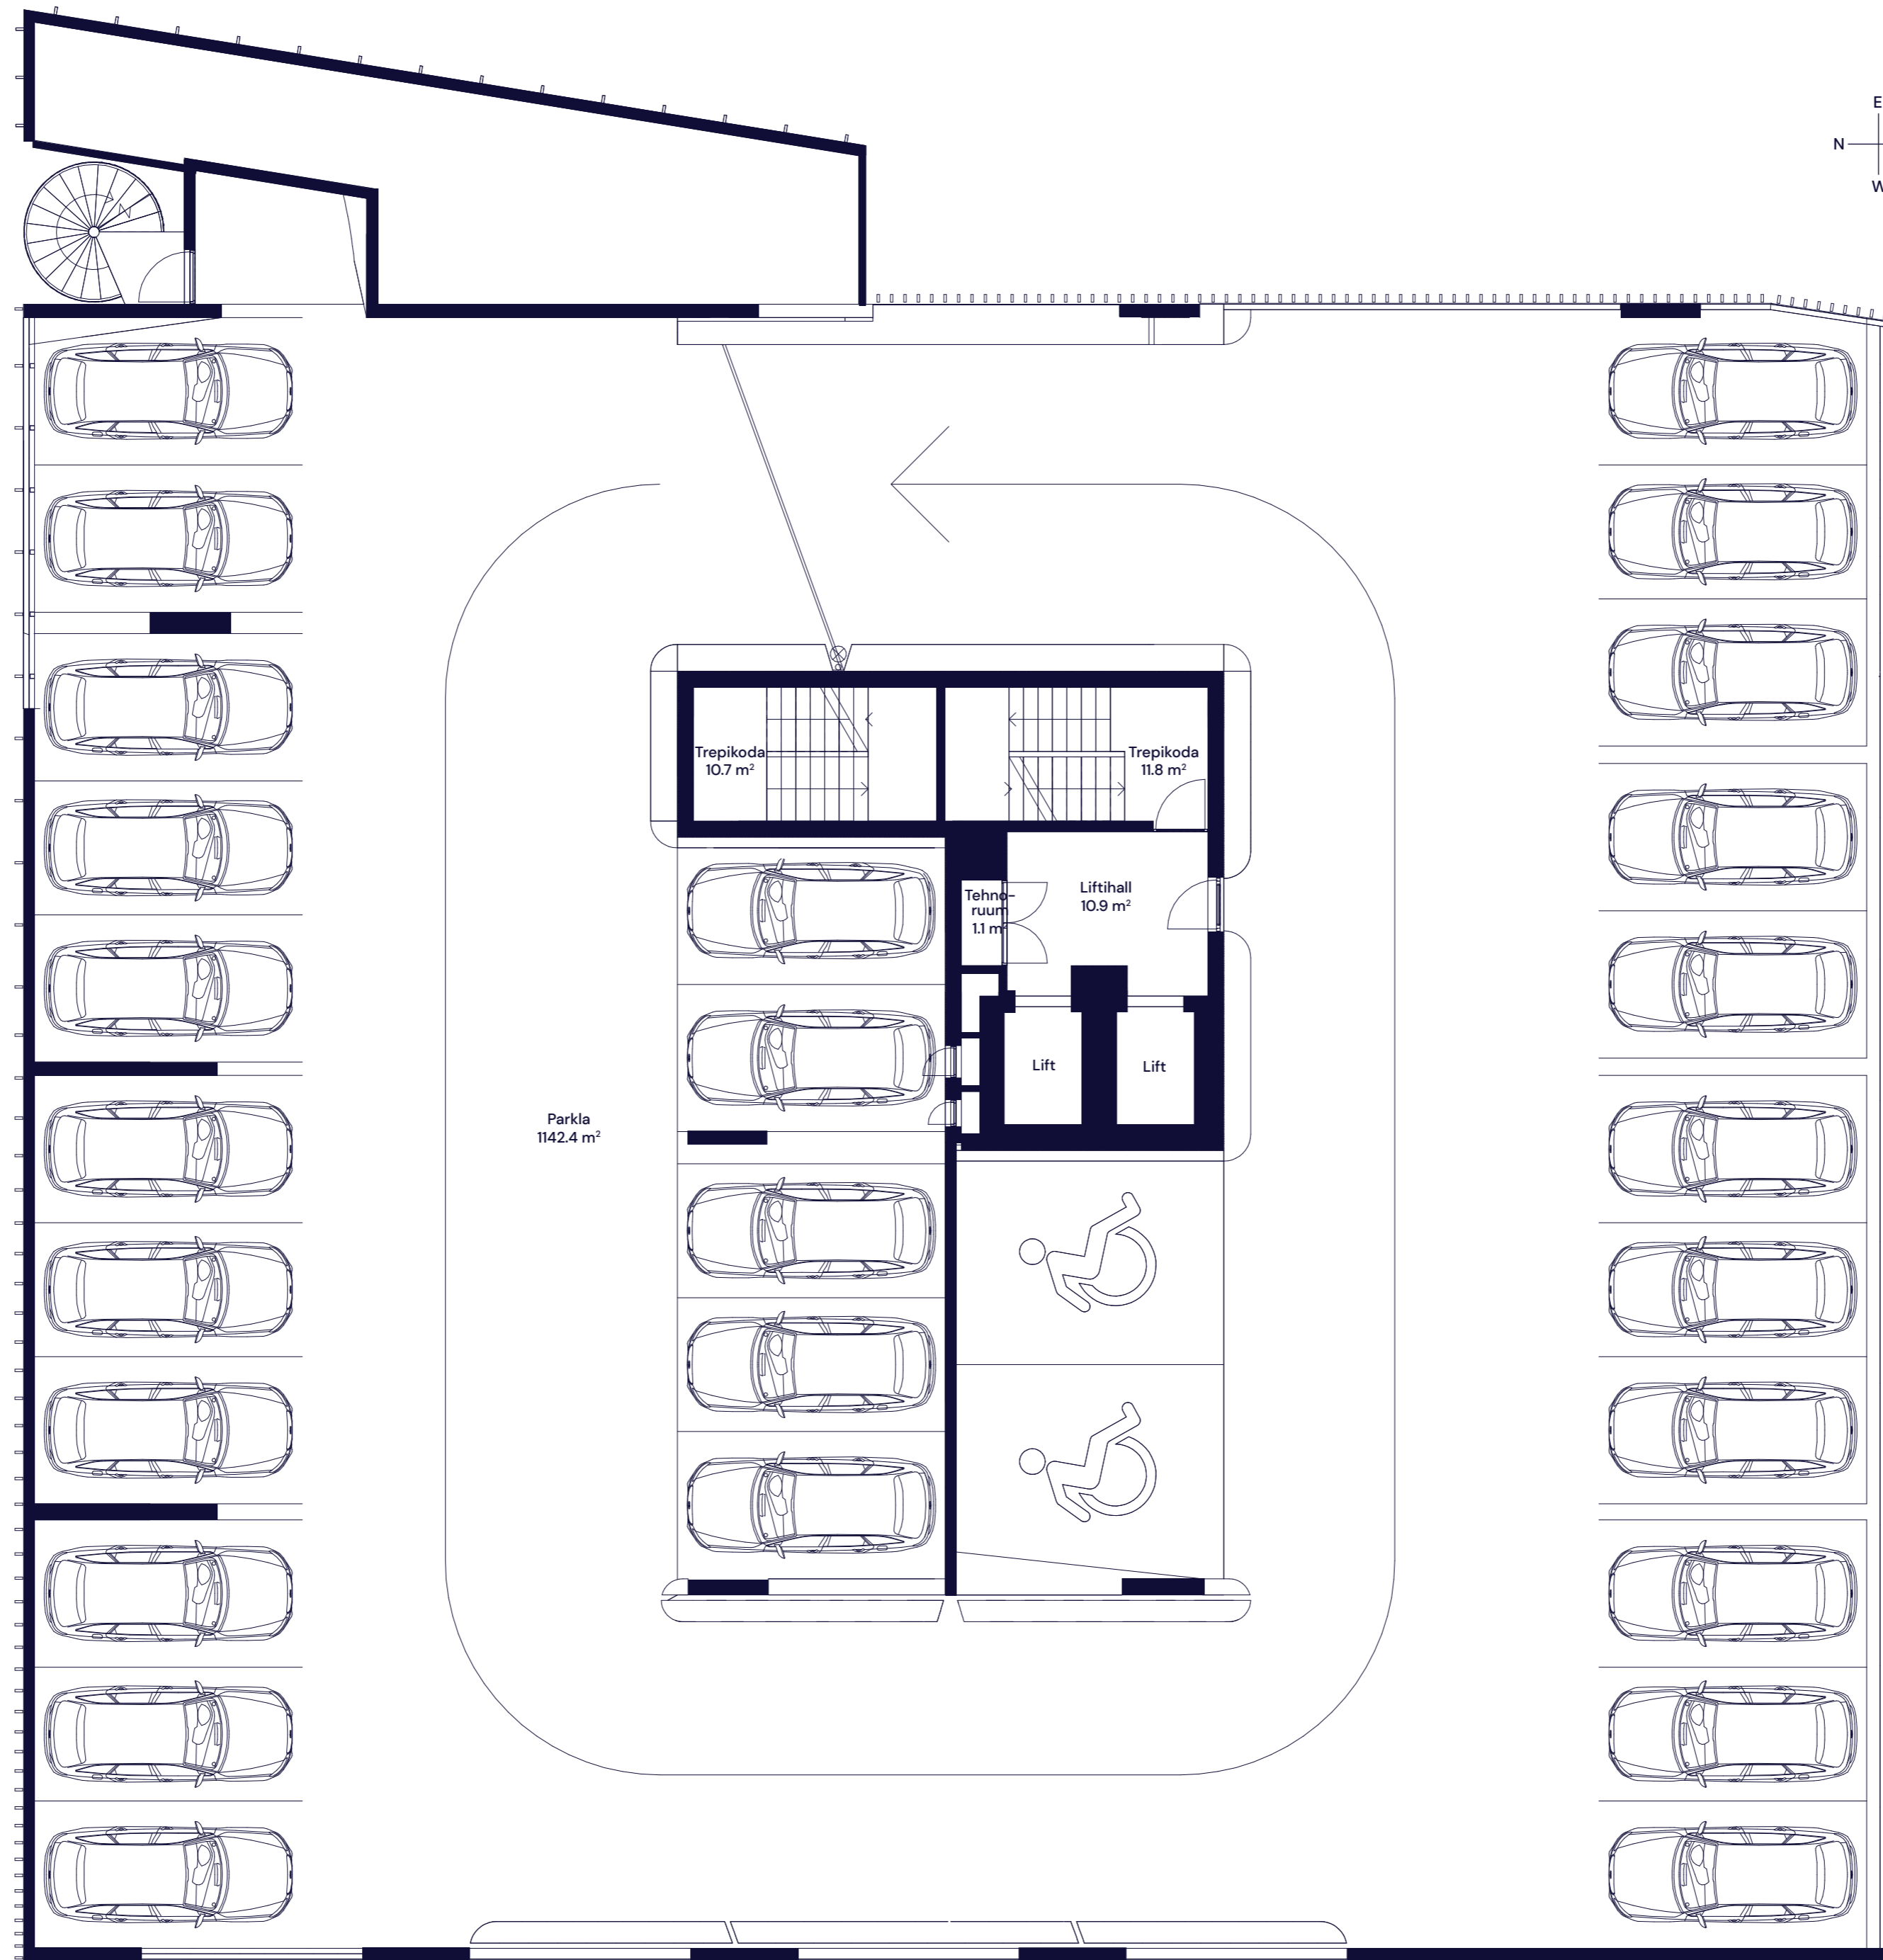 E
N
W
Trepikoda
10.7 m²
Trepikoda
11.8 m²
Tehno-
ruum
1.1 m²
Liftihall
10.9 m²
Lift
Lift
Parkla
1142.4 m²